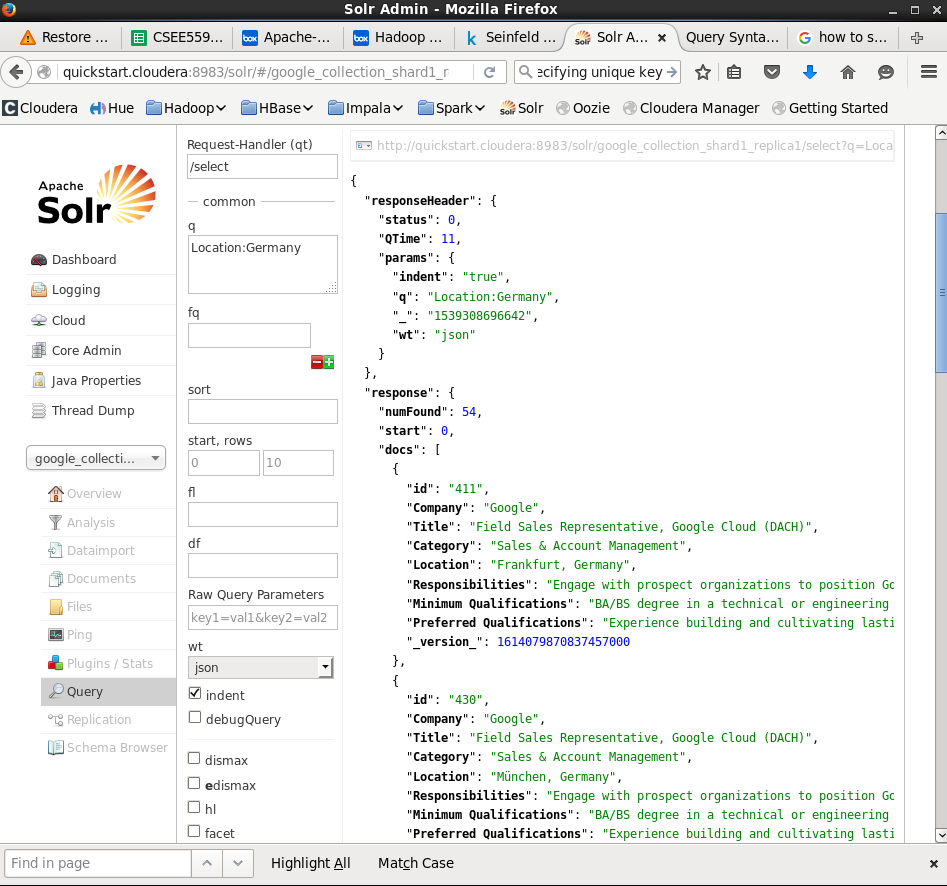 Solr Admin - Mozilla Firefox
Restore ...
CSEE559...
Apache-...
Hadoop ...
Seinfeld ...
Solr A...
Query Synta...
how to s...
quickstart.cloudera:8983/solr/#/google_collection_shard1_r
ecifying unique key
Cloudera
Hue
Hadoop
HBase
Impala
Spark
Solr
Oozie
Cloudera Manager
Getting Started
Apache
Solr
Dashboard
Logging
Cloud
Core Admin
Java Properties
Thread Dump
google_collecti...
Overview
Analysis
Dataimport
Documents
Files
Ping
Plugins / Stats
Query
Replication
Schema Browser
Request-Handler (qt)
/select
common
q
Location:Germany
fq
sort
start, rows
0
10
fl
df
Raw Query Parameters
key1=val1&key2=val2
wt
json
indent
debugQuery
dismax
edismax
hl
facet
http://quickstart.cloudera:8983/solr/google_collection_shard1_replica1/select?q=Loca
{
"responseHeader": {
"status": 0,
"QTime": 11,
"params": {
"indent": "true",
"q": "Location:Germany",
"_": "1539308696642",
"wt": "json"
}
},
"response": {
"numFound": 54,
"start": 0,
"docs": [
{
"id": "411",
"Company": "Google",
"Title": "Field Sales Representative, Google Cloud (DACH)",
"Category": "Sales & Account Management",
"Location": "Frankfurt, Germany",
"Responsibilities": "Engage with prospect organizations to position Go
"Minimum Qualifications": "BA/BS degree in a technical or engineering
"Preferred Qualifications": "Experience building and cultivating lasti
"_version_": 1614079870837457000
},
{
"id": "430",
"Company": "Google",
"Title": "Field Sales Representative, Google Cloud (DACH)",
"Category": "Sales & Account Management",
"Location": "München, Germany",
"Responsibilities": "Engage with prospect organizations to position Go
"Minimum Qualifications": "BA/BS degree in a technical or engineering
"Preferred Qualifications": "Experience building and cultivating lasti
Find in page
Highlight All
Match Case